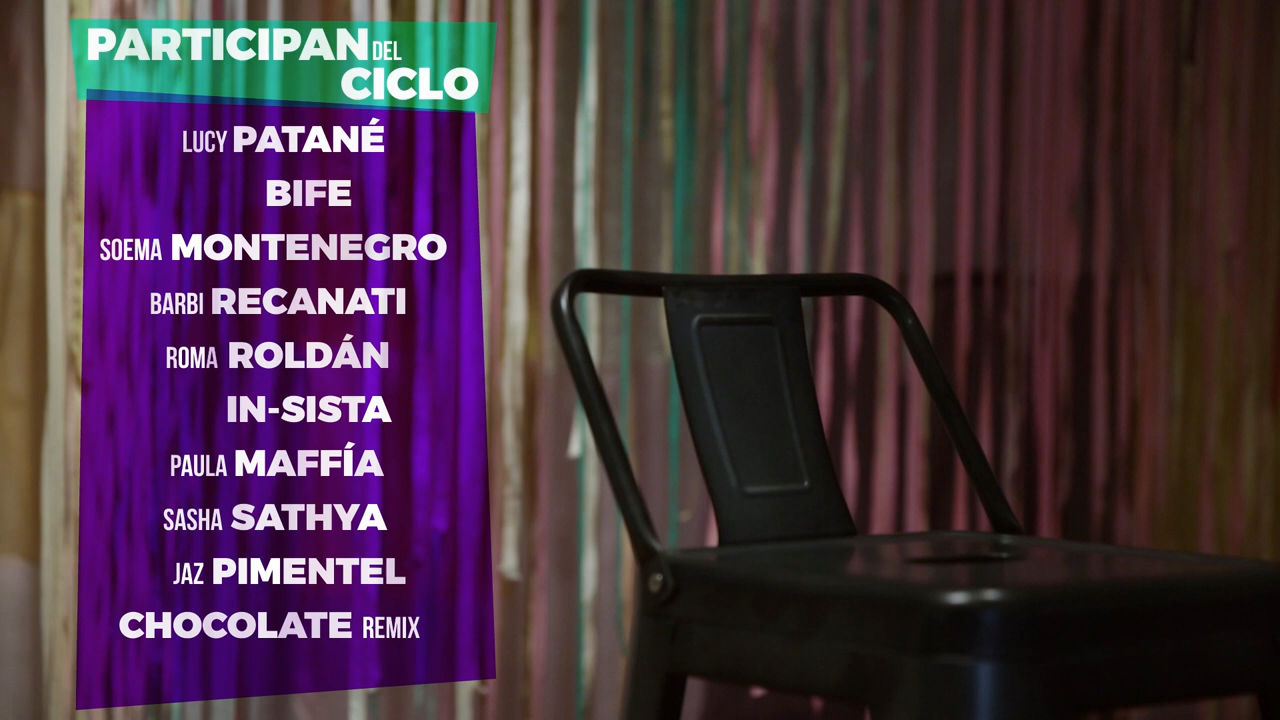 PARTICIPAN DEL
CICLO
LUCY PATANÉ
BIFE
SOEMA MONTENEGRO
BARBI RECANATI
ROMA ROLDÁN
IN-SISTA
PAULA MAFFÍA
SASHA SATHYA
JAZ PIMENTEL
CHOCOLATE REMIX